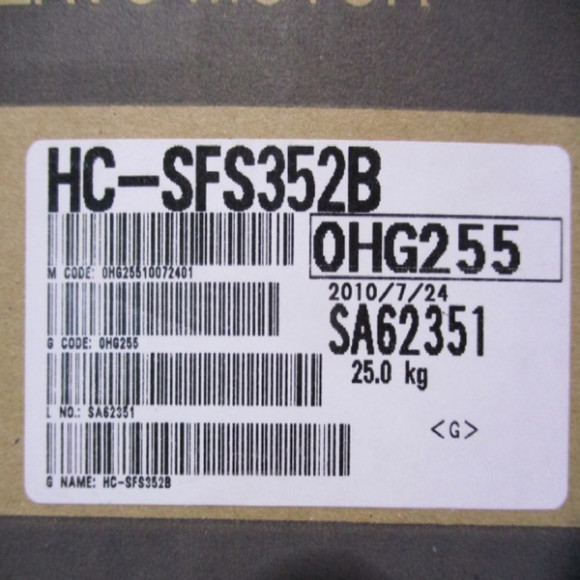 MOTOR
HC-SFS352B
M CODE: 0HG25510072401
0HG255
2010/7/24
G CODE: 0HG255
SA62351
25.0 kg
L NO.: SA62351
<G>
G NAME: HC-SFS352B